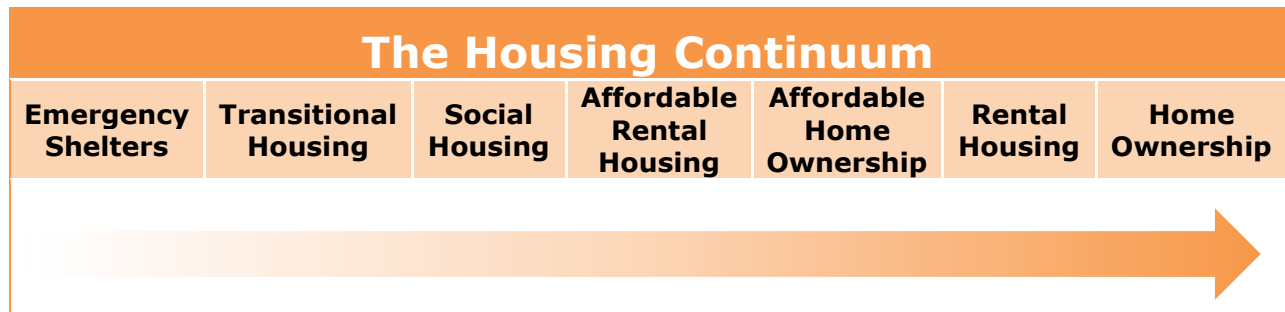 The Housing Continuum
Emergency
Shelters
Transitional
Housing
Social
Housing
Affordable
Rental
Housing
Affordable
Home
Ownership
Rental
Housing
Home
Ownership